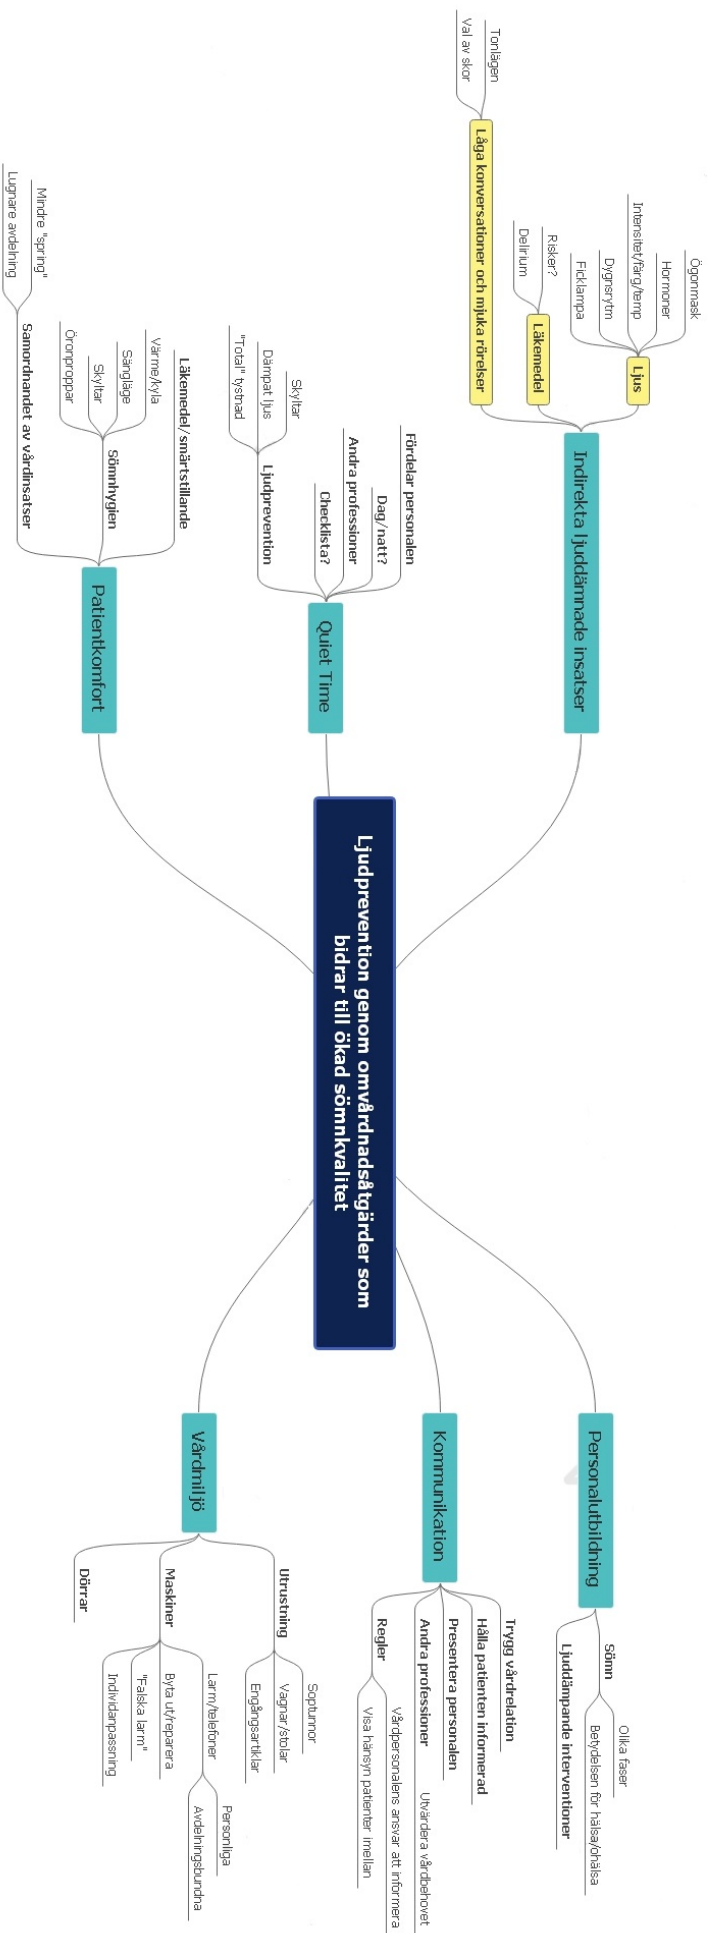 Ljudprevention genom omvårdnadsåtgärder som
bidrar till ökad sömnkvalitet
Personalutbildning
Sömn
Olika faser
Betydelsen för hälsa/ohälsa
Ljuddämpande interventioner
Kommunikation
Trygg vårdrelation
Hålla patienten informerad
Presentera personalen
Andra professioner
Utvärdera vårdbehovet
Regler
Vårdpersonalens ansvar att informera
Visa hänsyn patienter imellan
Vårdmiljö
Utrustning
Soptunnor
Vagnar/stolar
Engångsartiklar
Maskiner
Larm/telefoner
Personliga
Avdelningsbundna
Byta ut/reparera
"Falska larm"
Individanpassning
Dörrar
Indirekta ljuddämnade insatser
Ljus
Ögonmask
Hormoner
Intensitet/färg/temp
Dygnsrytm
Ficklampa
Läkemedel
Risker?
Delirium
Låga konversationer och mjuka rörelser
Tonlägen
Val av skor
Quiet Time
Fördelar personalen
Dag/natt?
Andra professioner
Checklista?
Ljudprevention
Skyltar
Dämpat ljus
"Total" tystnad
Patientkomfort
Läkemedel/smärtstillande
Sömnhygien
Värme/kyla
Sängläge
Skyltar
Öronproppar
Samordnandet av vårdinsatser
Mindre "spring"
Lugnare avdelning